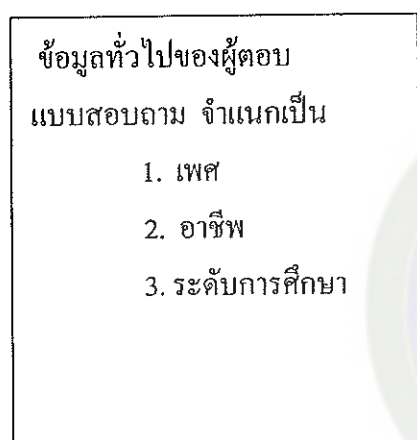 ข้อมูลทั่วไปของผู้ตอบ
แบบสอบถาม จำแนกเป็น
1. เพศ
2. อาชีพ
3. ระดับการศึกษา